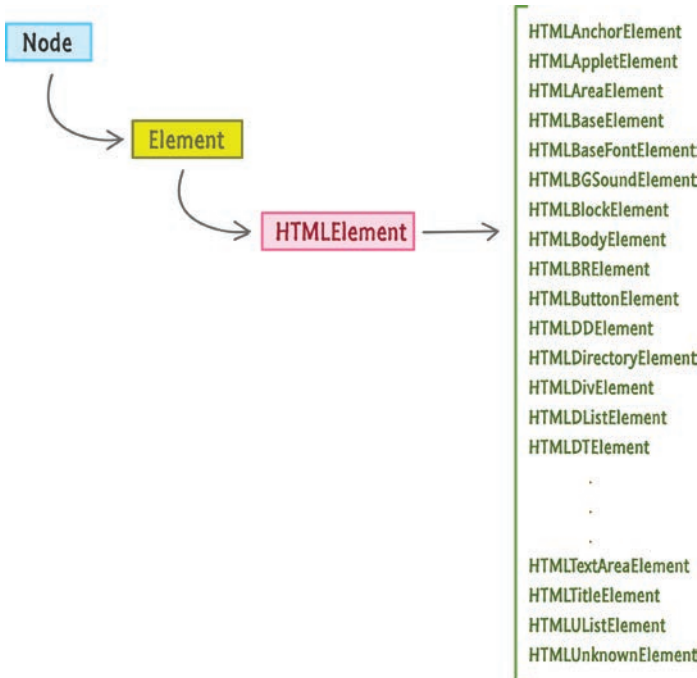 Node
Element
HTMLElement
HTMLAnchorElement
HTMLAppletElement
HTMLAreaElement
HTMLBaseElement
HTMLBaseFontElement
HTMLBGSoundElement
HTMLBlockElement
HTMLBodyElement
HTMLBRElement
HTMLButtonElement
HTMLDDElement
HTMLDirectoryElement
HTMLDivElement
HTMLDListElement
HTMLDTElement
.
.
.
HTMLTextAreaElement
HTMLTitleElement
HTMLUListElement
HTMLUnknownElement